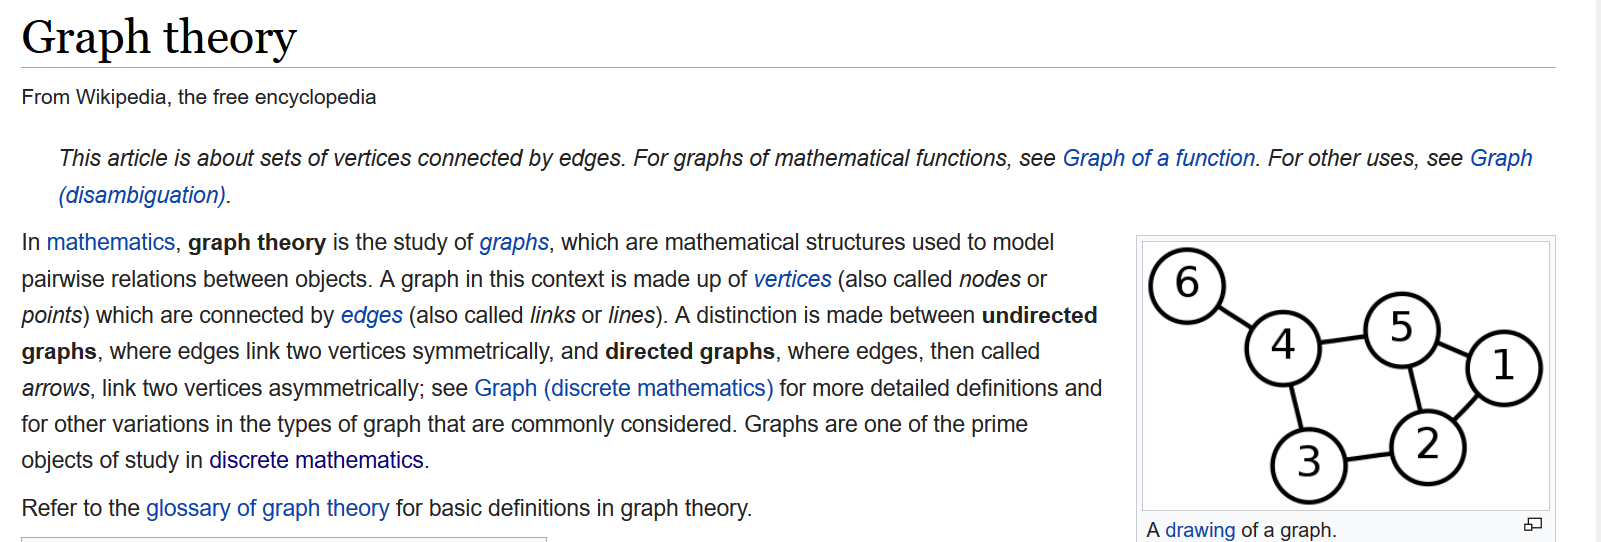 Graph theory
From Wikipedia, the free encyclopedia
This article is about sets of vertices connected by edges. For graphs of mathematical functions, see Graph of a function. For other uses, see Graph
(disambiguation).
In mathematics, graph theory is the study of graphs, which are mathematical structures used to model
pairwise relations between objects. A graph in this context is made up of vertices (also called nodes or
points) which are connected by edges (also called links or lines). A distinction is made between undirected
graphs, where edges link two vertices symmetrically, and directed graphs, where edges, then called
arrows, link two vertices asymmetrically; see Graph (discrete mathematics) for more detailed definitions and
for other variations in the types of graph that are commonly considered. Graphs are one of the prime
objects of study in discrete mathematics.
Refer to the glossary of graph theory for basic definitions in graph theory.
6
5
4
1
2
3
A drawing of a graph.